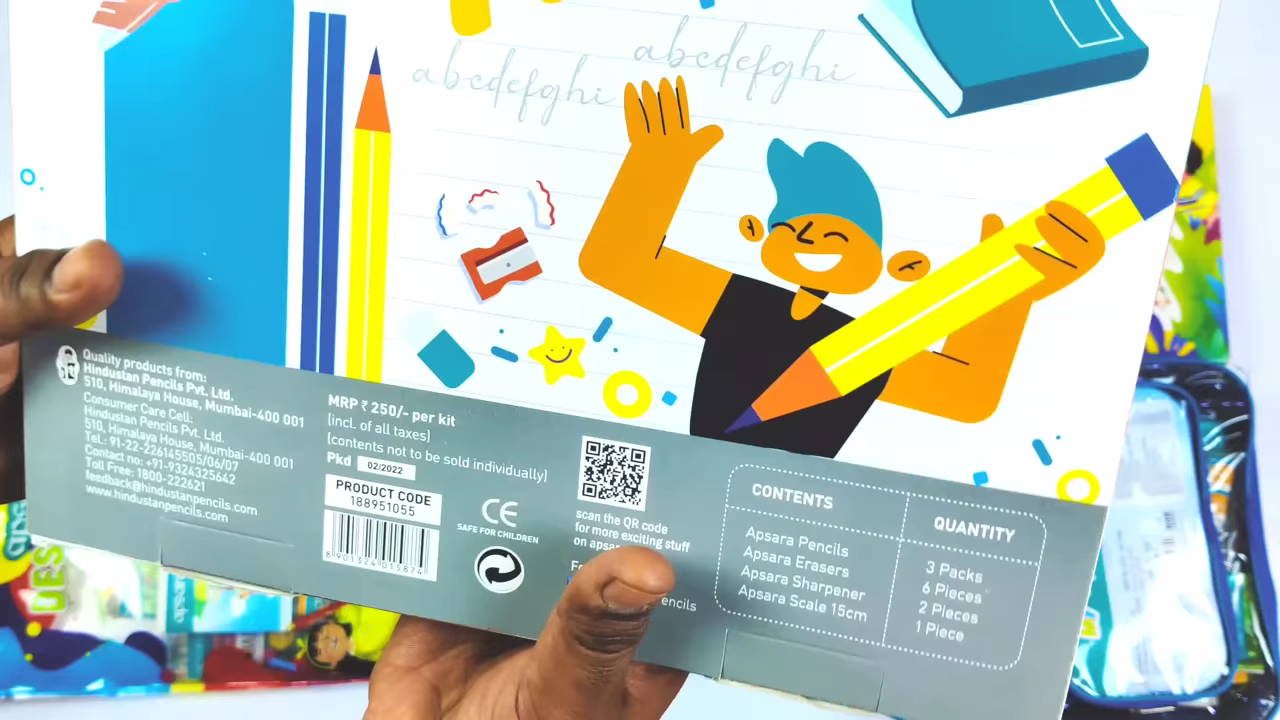 abcdefghi
abcdefghi
Quality products from:
Hindustan Pencils Pvt. Ltd.
510, Himalaya House, Mumbai-400 001
Consumer Care Cell:
Hindustan Pencils Pvt. Ltd.
510, Himalaya House, Mumbai-400 001
Tel.: 91-22-226145505/06/07
Contact no: +91-9324325642
Toll Free: 1800-222621
feedback@hindustanpencils.com
www.hindustanpencils.com
MRP ₹ 250/- per kit
(incl. of all taxes)
(contents not to be sold individually)
Pkd 02/2022
PRODUCT CODE
188951055
8 901324 015874
CE
SAFE FOR CHILDREN
scan the QR code
for more exciting stuff
on apsa
encils
CONTENTS QUANTITY
Apsara Pencils 3 Packs
Apsara Erasers 6 Pieces
Apsara Sharpener 2 Pieces
Apsara Scale 15cm 1 Piece